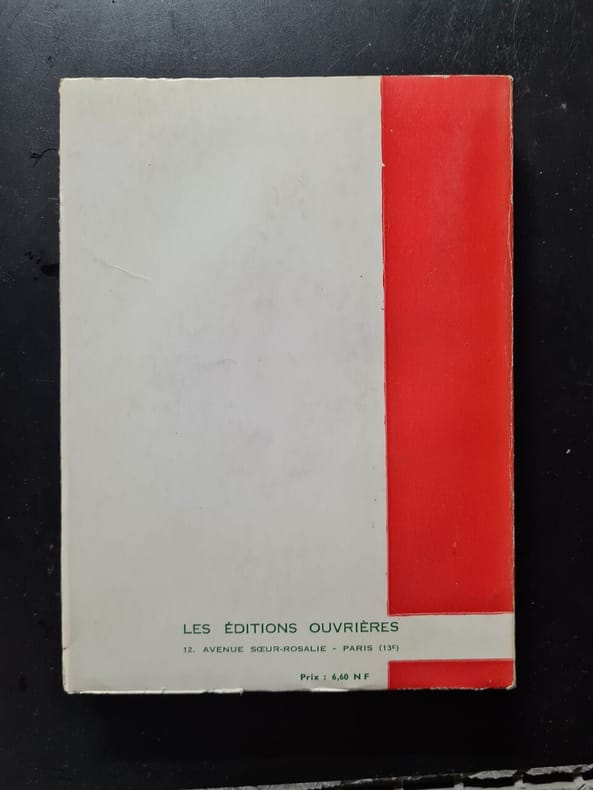 LES ÉDITIONS OUVRIÈRES
12, AVENUE SŒUR-ROSALIE - PARIS (13ᴱ)
Prix : 6,60 NF